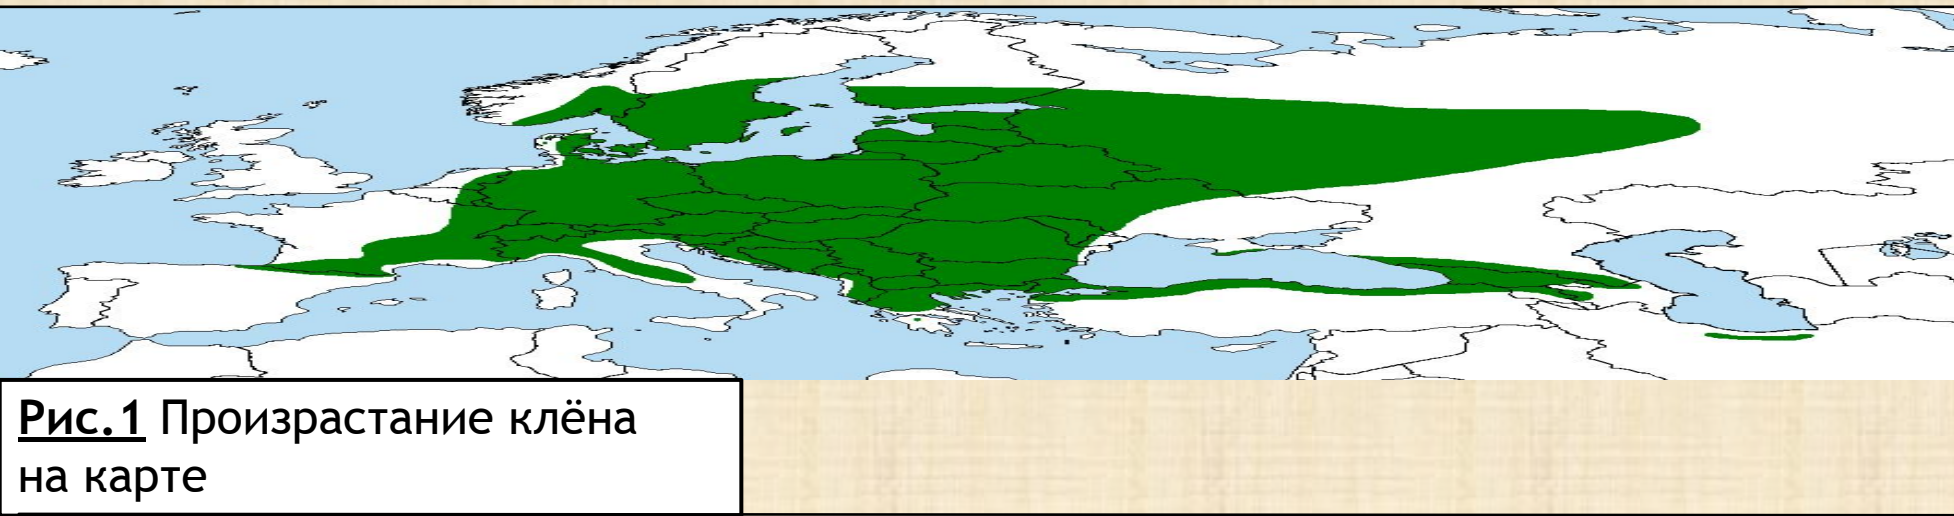 Рис.1 Произрастание клёна
на карте